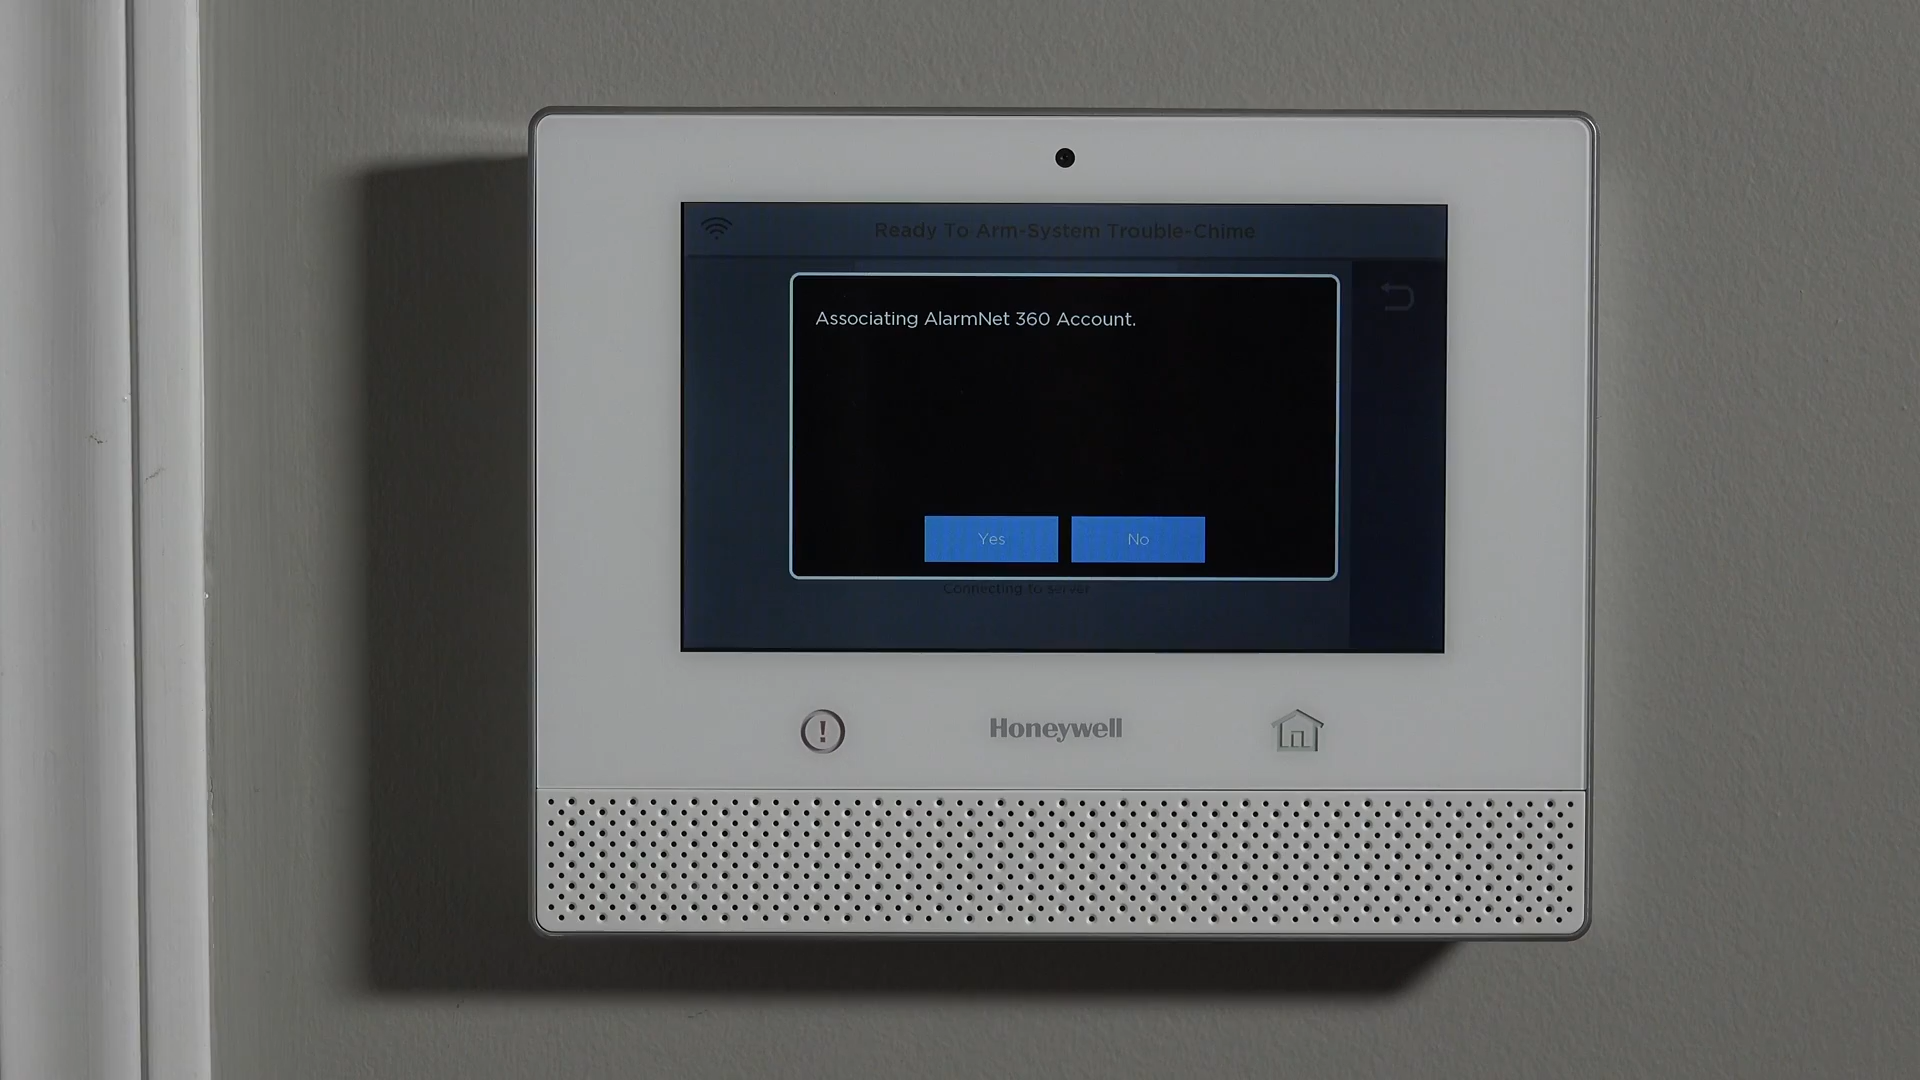 Ready To Arm-System Trouble-Chime
Associating AlarmNet 360 Account.
Yes No
Connecting to server
Honeywell